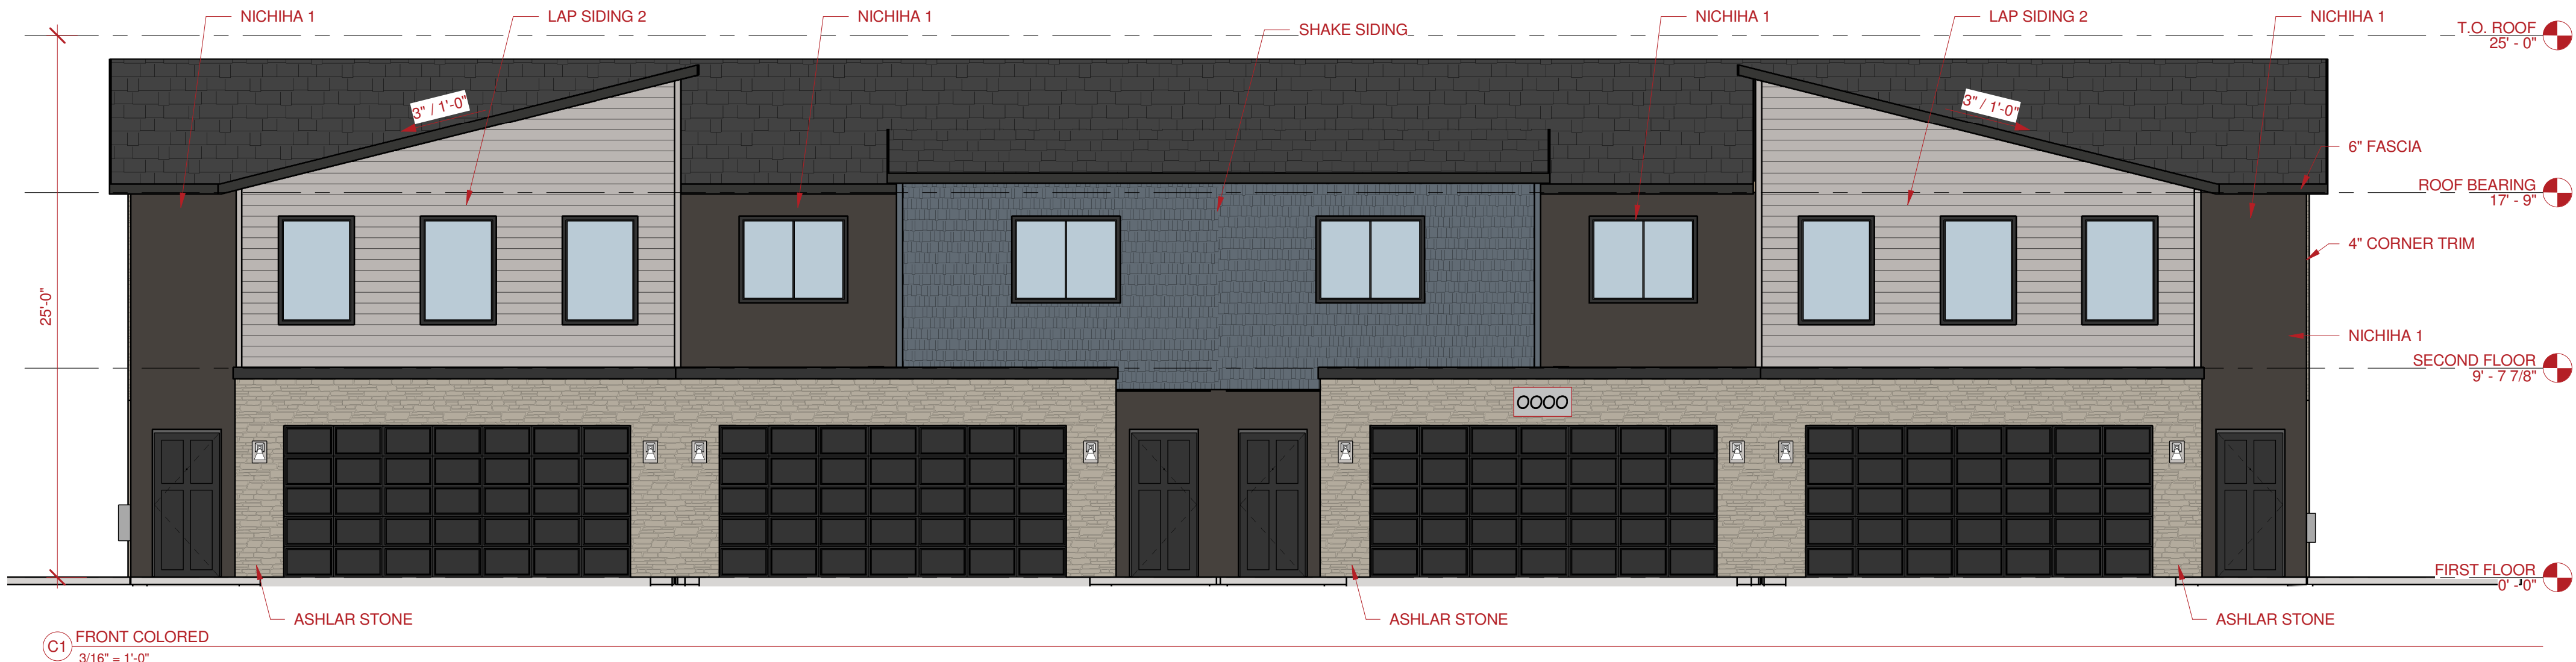 NICHIHA 1
LAP SIDING 2
NICHIHA 1
SHAKE SIDING
NICHIHA 1
LAP SIDING 2
NICHIHA 1
T.O. ROOF
25' - 0"
3" / 1'-0"
3" / 1'-0"
6" FASCIA
ROOF BEARING
17' - 9"
4" CORNER TRIM
25'-0"
NICHIHA 1
SECOND FLOOR
9' - 7 7/8"
0000
FIRST FLOOR
0' - 0"
ASHLAR STONE
ASHLAR STONE
ASHLAR STONE
C1
FRONT COLORED
3/16" = 1'-0"